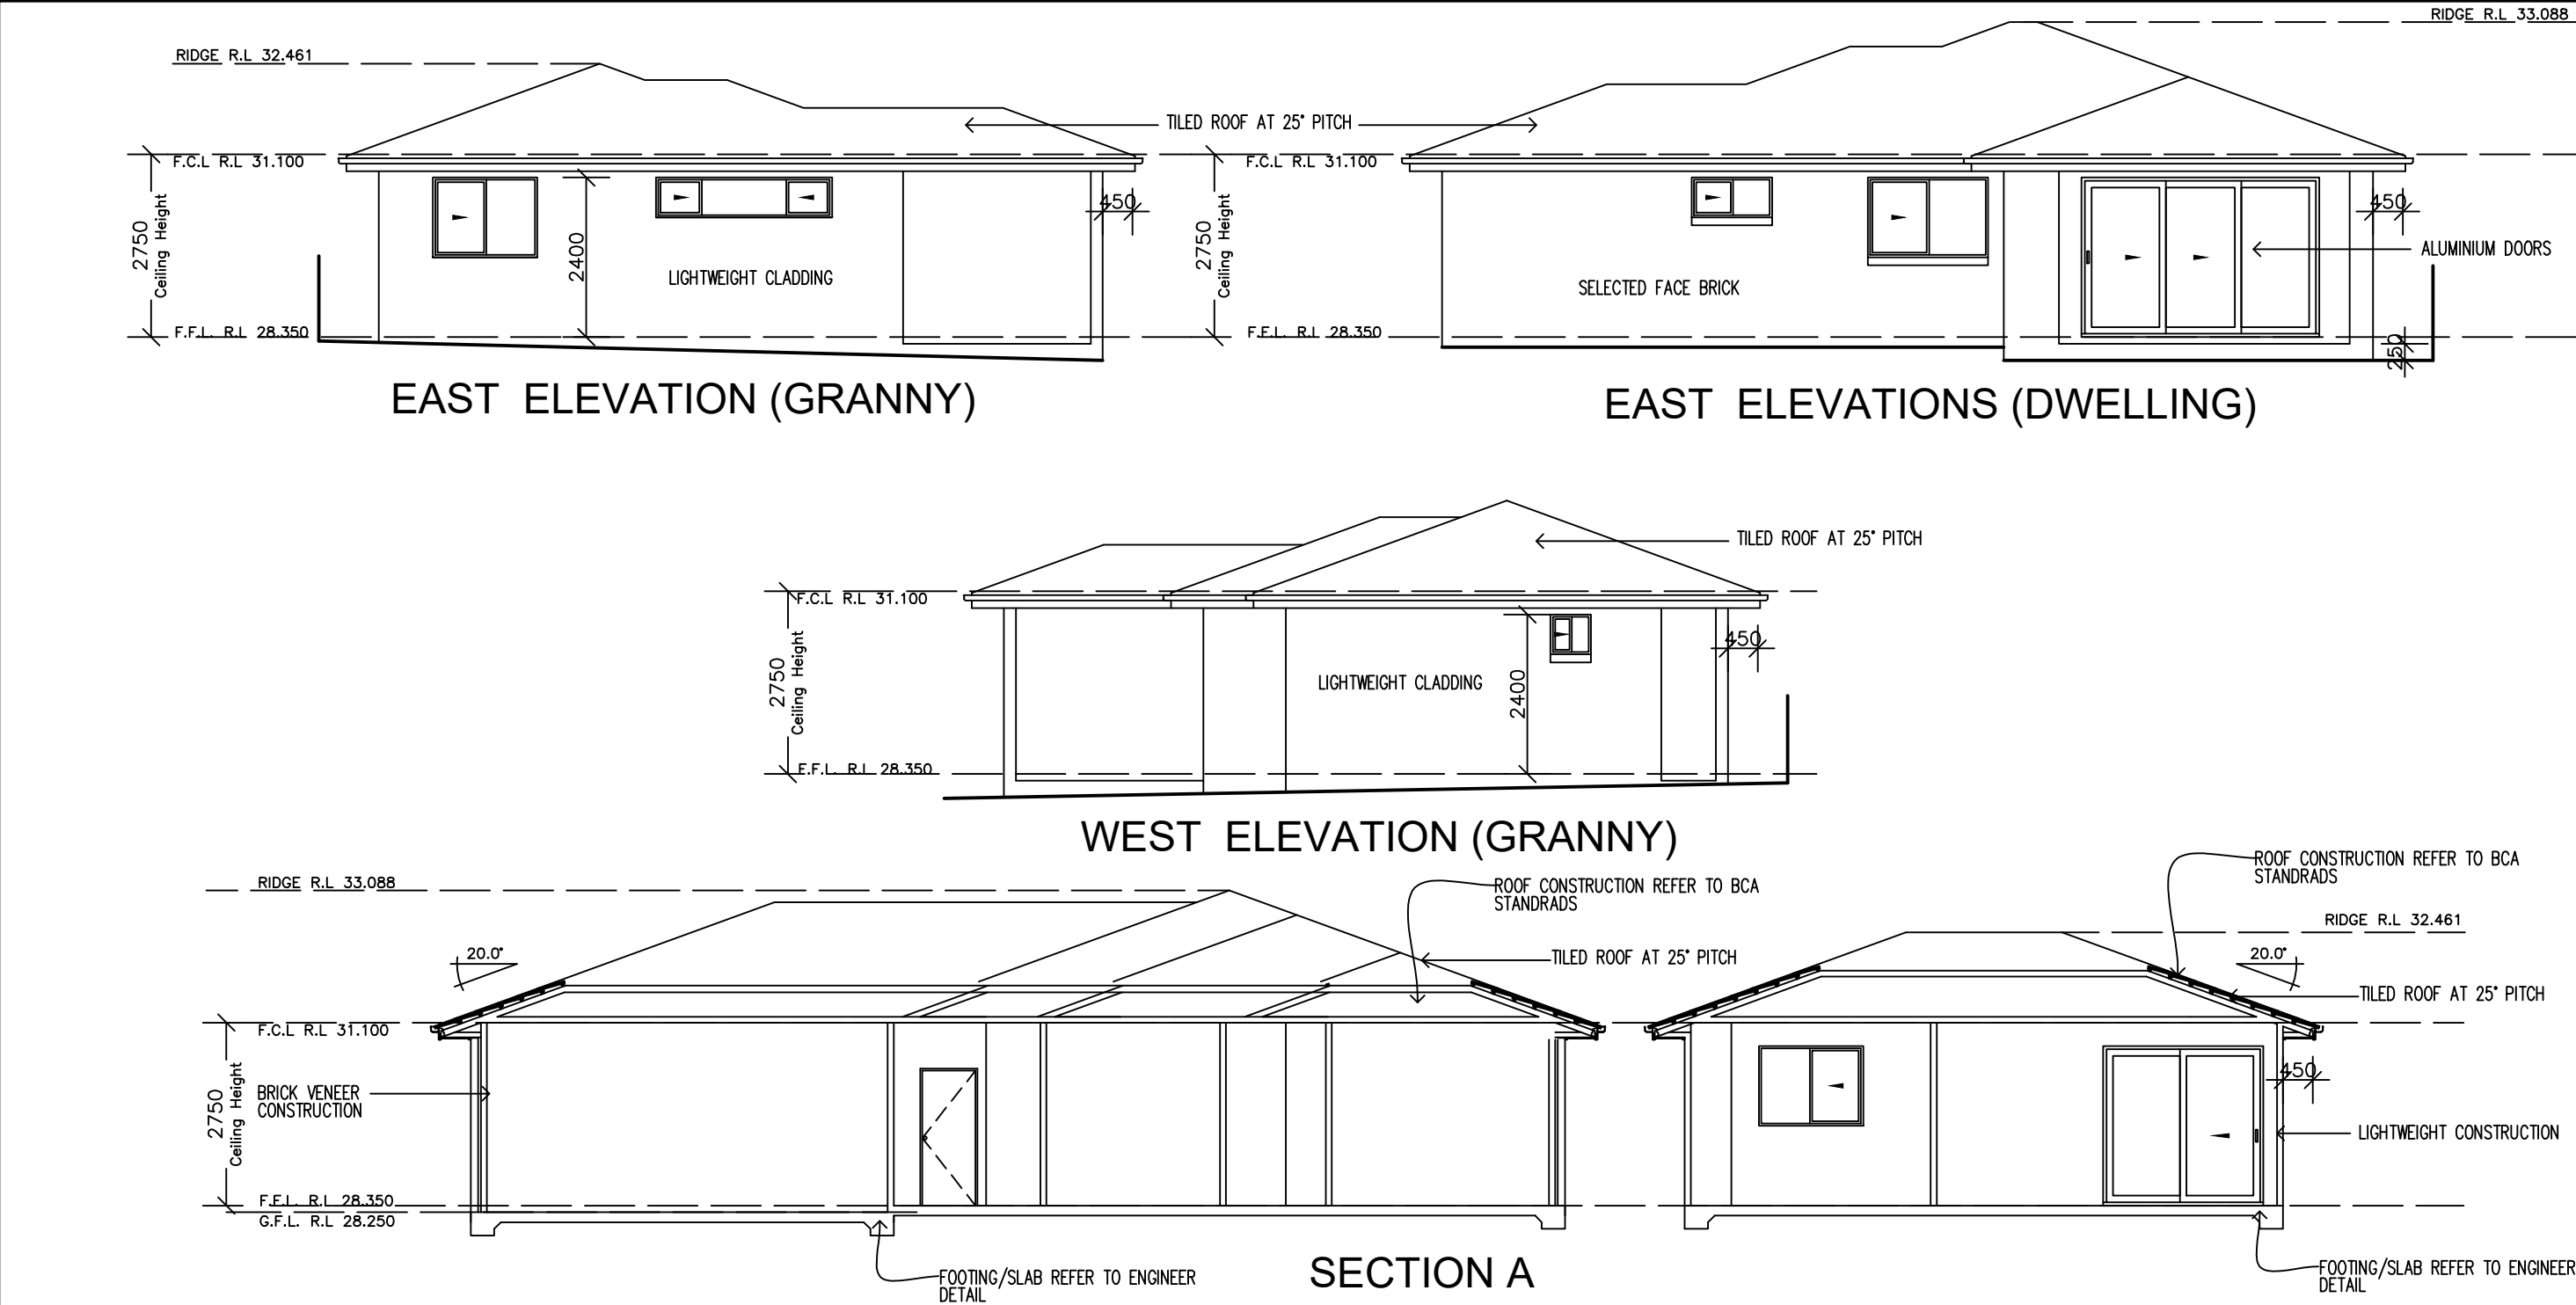 RIDGE R.L 32.461
F.C.L R.L 31.100
2750
Ceiling Height
F.F.L. R.L 28.350
2400
LIGHTWEIGHT CLADDING
450
TILED ROOF AT 25° PITCH
EAST ELEVATION (GRANNY)
RIDGE R.L 33.088
F.C.L R.L 31.100
2750
Ceiling Height
F.F.L. R.L 28.350
SELECTED FACE BRICK
450
ALUMINIUM DOORS
250
EAST ELEVATIONS (DWELLING)
TILED ROOF AT 25° PITCH
F.C.L R.L 31.100
2750
Ceiling Height
F.F.L. R.L 28.350
LIGHTWEIGHT CLADDING
2400
450
WEST ELEVATION (GRANNY)
RIDGE R.L 33.088
20.0°
F.C.L R.L 31.100
2750
Ceiling Height
BRICK VENEER
CONSTRUCTION
F.F.L. R.L 28.350
G.F.L. R.L 28.250
ROOF CONSTRUCTION REFER TO BCA
STANDRADS
TILED ROOF AT 25° PITCH
FOOTING/SLAB REFER TO ENGINEER
DETAIL
ROOF CONSTRUCTION REFER TO BCA
STANDRADS
RIDGE R.L 32.461
20.0°
TILED ROOF AT 25° PITCH
450
LIGHTWEIGHT CONSTRUCTION
FOOTING/SLAB REFER TO ENGINEER
DETAIL
SECTION A